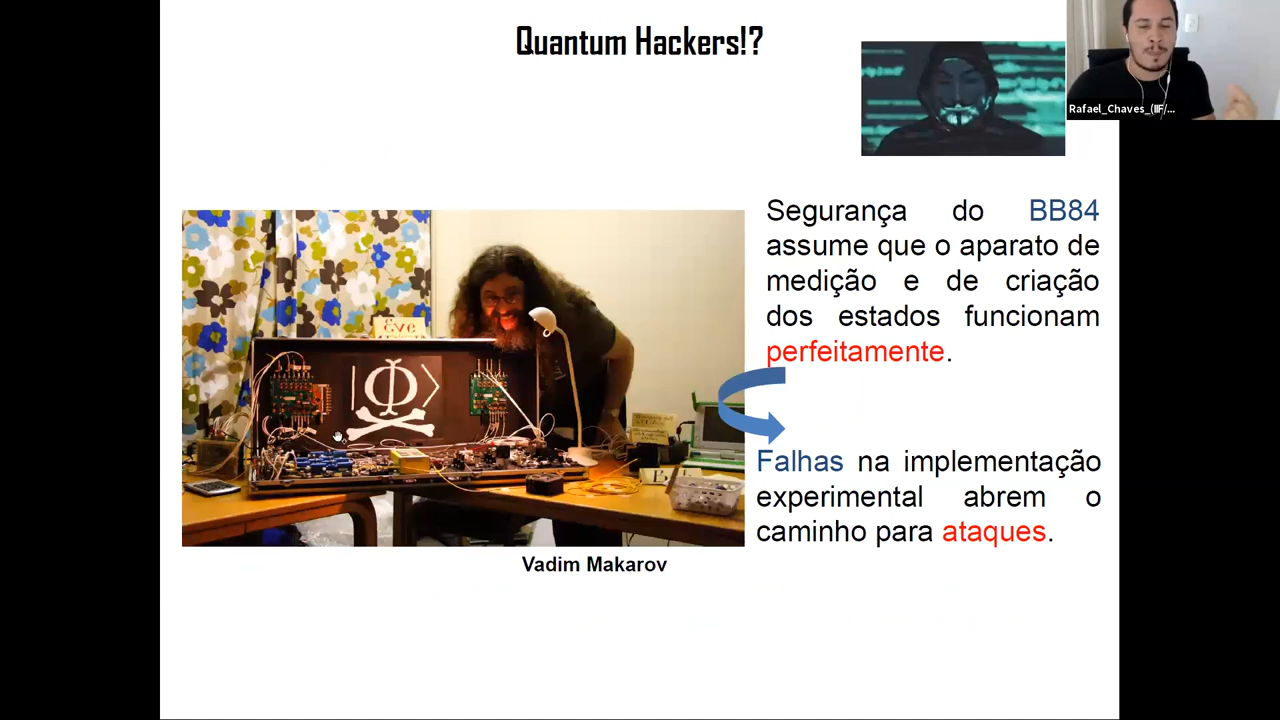 Quantum Hackers!?
Rafael_Chaves_(IIF/...
Segurança do BB84
assume que o aparato de
medição e de criação
dos estados funcionam
perfeitamente.
Eve
|Φ⟩
Falhas na implementação
experimental abrem o
caminho para ataques.
Vadim Makarov